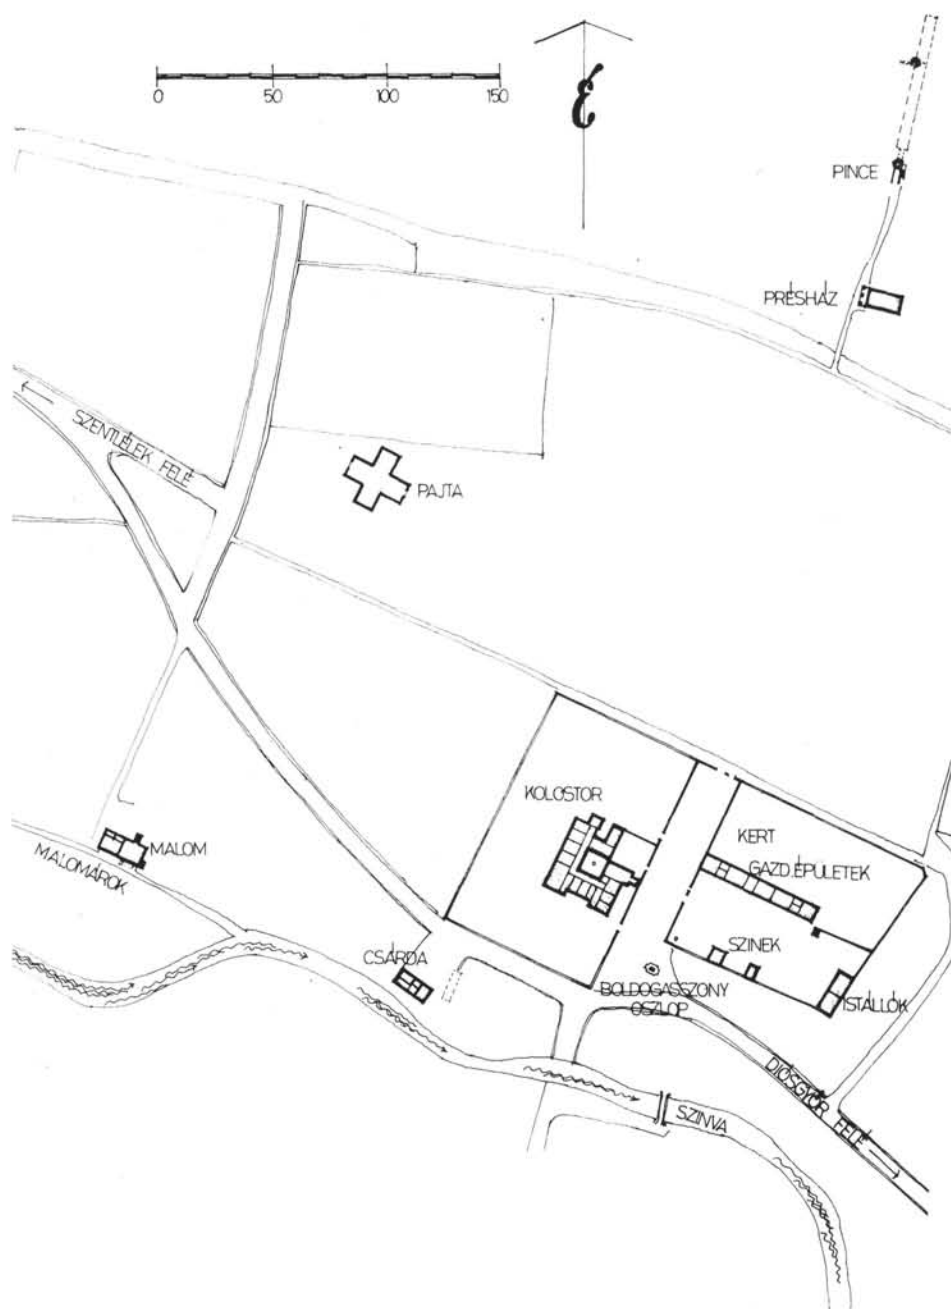 0 50 100 150
É
PINCE
PRÉSHÁZ
SZENTLÉLEK FELÉ
PAJTA
KOLOSTOR
KERT
GAZD. ÉPÜLETEK
MALOM
MALOMÁROK
SZINEK
CSÁRDA
BOLDOGASSZONY
OSZLOP
ISTÁLLÓK
DIÓSGYŐR FELÉ
SZINVA